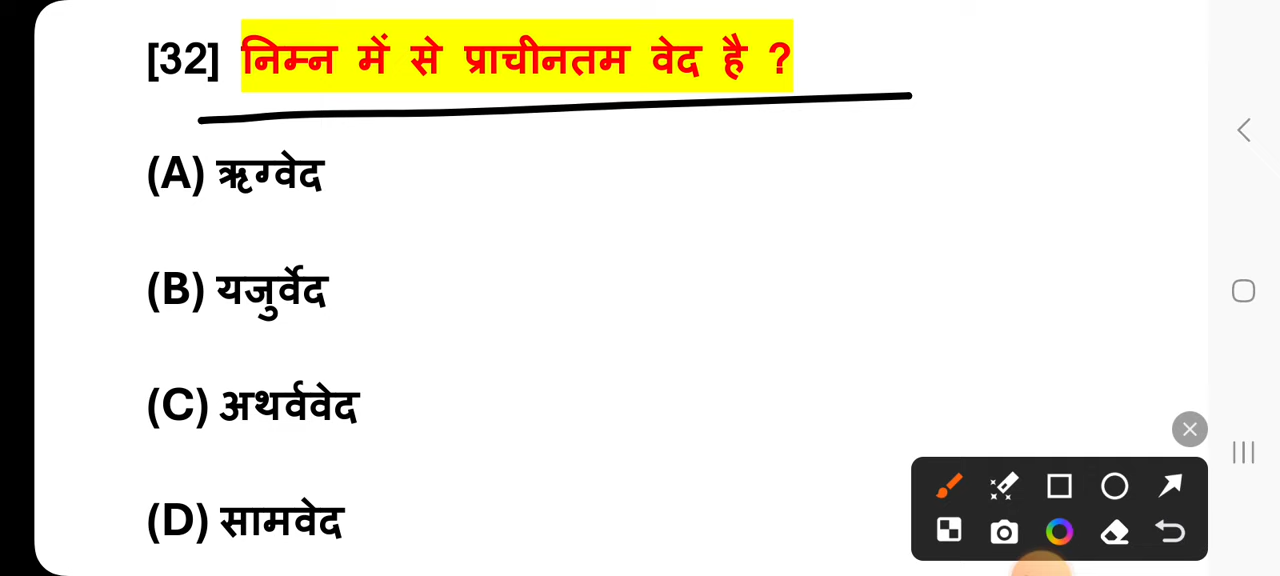 [32] निम्न में से प्राचीनतम वेद है ?
(A) ऋग्वेद
(B) यजुर्वेद
(C) अथर्ववेद
(D) सामवेद